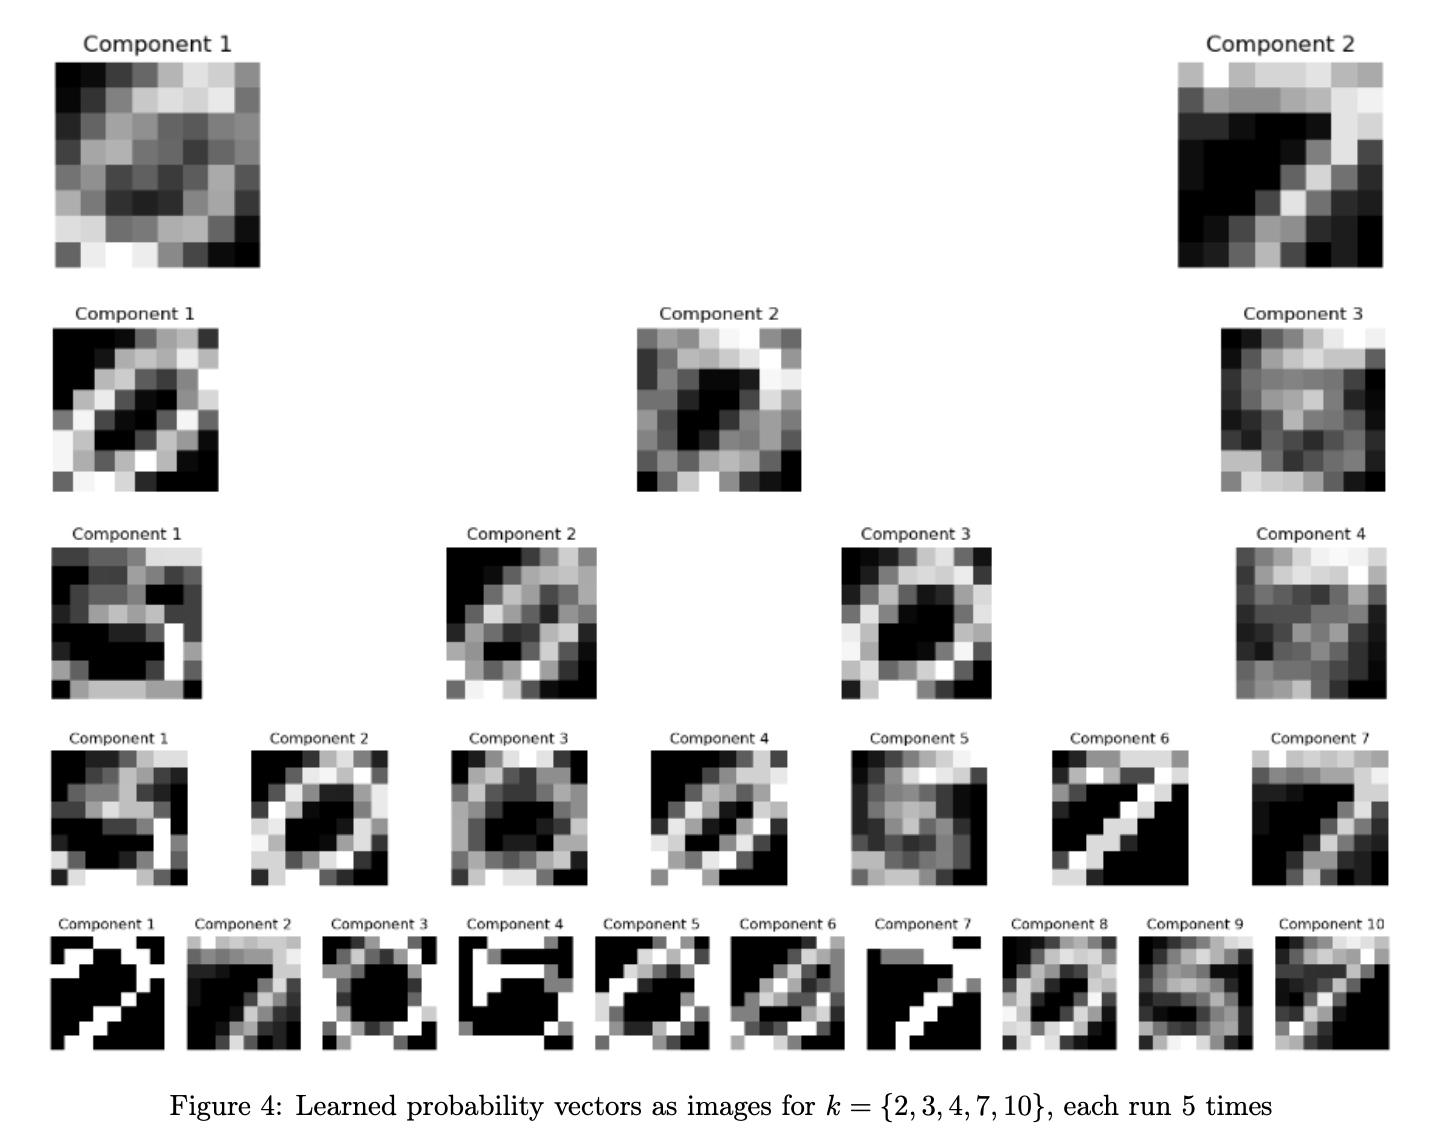 Component 1 Component 2
Component 1 Component 2 Component 3
Component 1 Component 2 Component 3 Component 4
Component 1 Component 2 Component 3 Component 4 Component 5 Component 6 Component 7
Component 1 Component 2 Component 3 Component 4 Component 5 Component 6 Component 7 Component 8 Component 9 Component 10
Figure 4: Learned probability vectors as images for k = {2, 3, 4, 7, 10}, each run 5 times